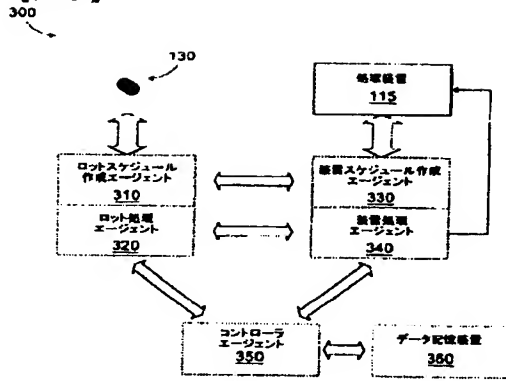 300
130
処理装置
115
ロットスケジュール
作成エージェント
310
装置スケジュール作成
エージェント
330
ロット処理
エージェント
320
装置処理
エージェント
340
コントローラ
エージェント
350
データ記憶装置
360